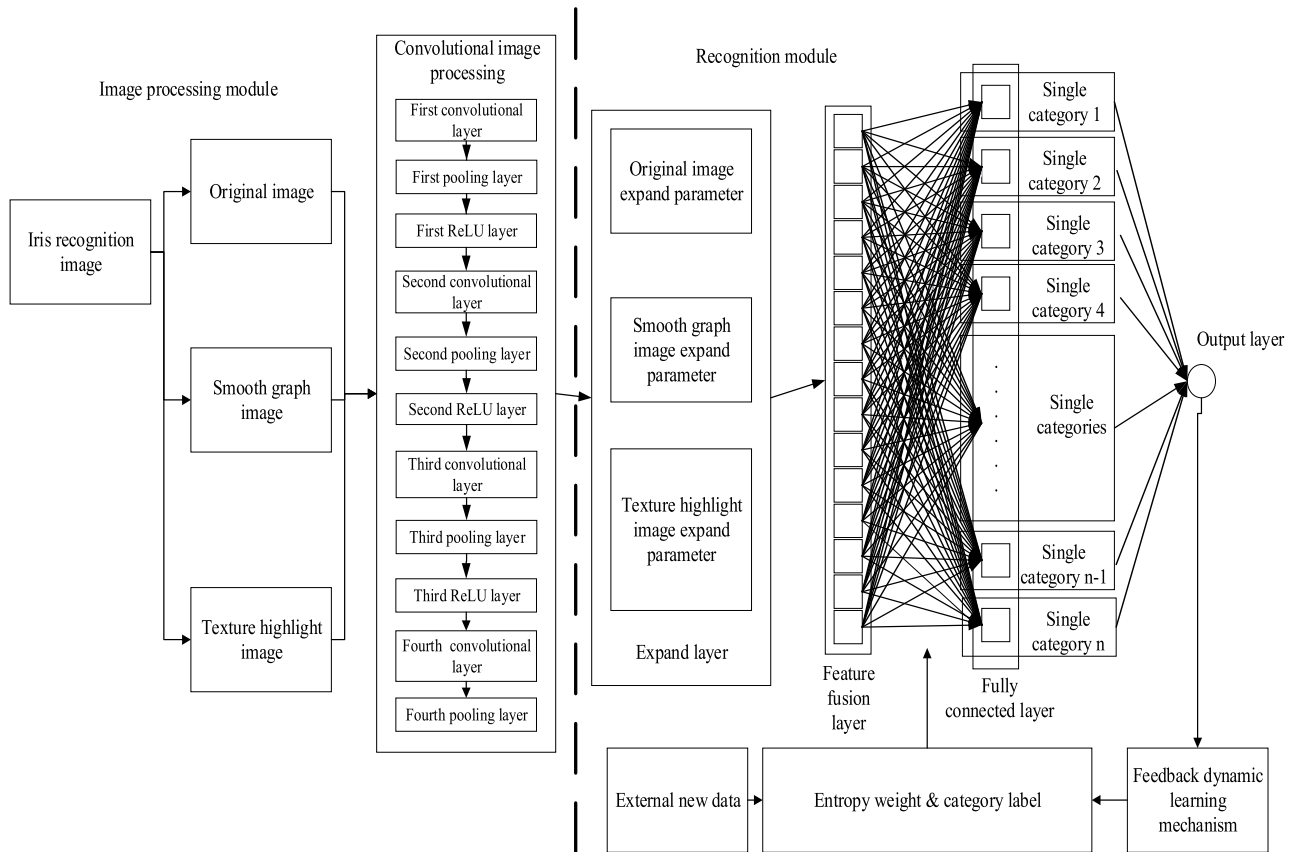 Image processing module
Iris recognition
image
Original image
Smooth graph
image
Texture highlight
image
Convolutional image
processing
First convolutional
layer
First pooling layer
First ReLU layer
Second convolutional
layer
Second pooling layer
Second ReLU layer
Third convolutional
layer
Third pooling layer
Third ReLU layer
Fourth convolutional
layer
Fourth pooling layer
Recognition module
Original image
expand parameter
Smooth graph
image expand
parameter
Texture highlight
image expand
parameter
Expand layer
Feature
fusion
layer
Fully
connected layer
Single
category 1
Single
category 2
Single
category 3
Single
category 4
Single
categories
Single
category n-1
Single
category n
Output layer
External new data
Entropy weight & category label
Feedback dynamic
learning
mechanism